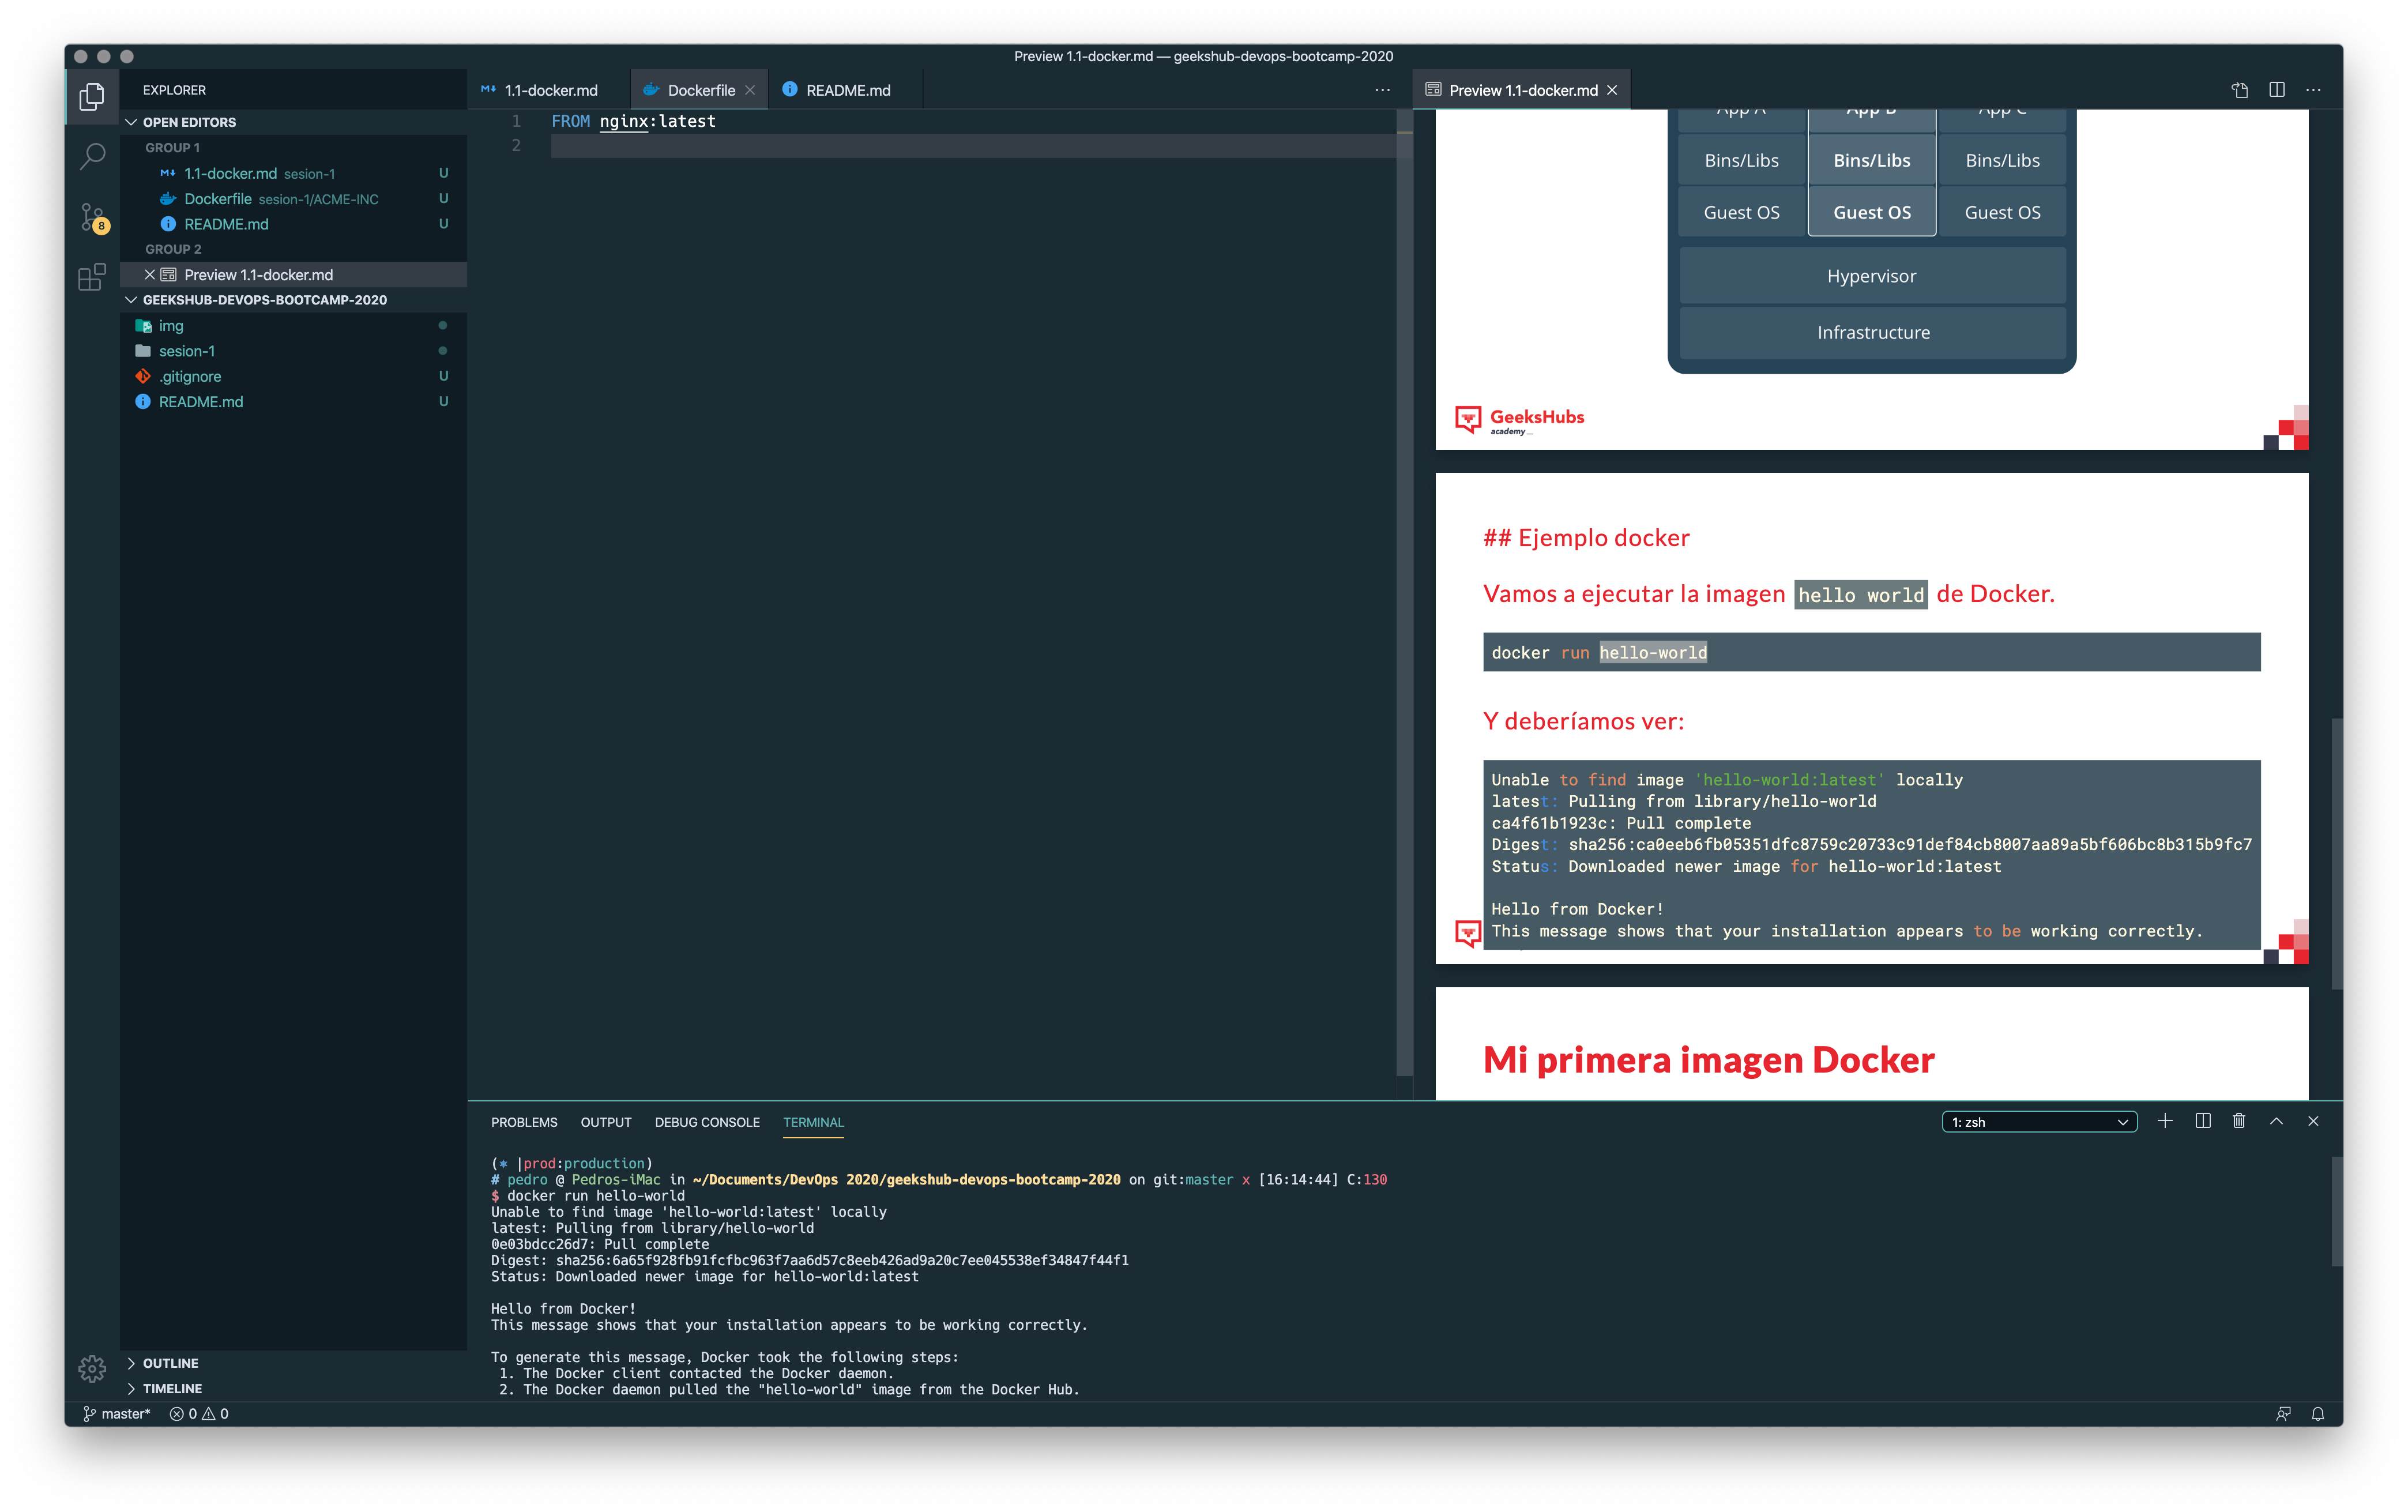 Preview 1.1-docker.md — geekshub-devops-bootcamp-2020
EXPLORER
OPEN EDITORS
GROUP 1
1.1-docker.md sesion-1 U
Dockerfile sesion-1/ACME-INC U
README.md U
GROUP 2
Preview 1.1-docker.md
GEEKSHUB-DEVOPS-BOOTCAMP-2020
img
sesion-1
.gitignore U
README.md U
8
OUTLINE
TIMELINE
1.1-docker.md Dockerfile README.md
1 FROM nginx:latest
2
Preview 1.1-docker.md
App A App B App C
Bins/Libs Bins/Libs Bins/Libs
Guest OS Guest OS Guest OS
Hypervisor
Infrastructure
GeeksHubs
academy_
## Ejemplo docker
Vamos a ejecutar la imagen hello world de Docker.
docker run hello-world
Y deberíamos ver:
Unable to find image 'hello-world:latest' locally
latest: Pulling from library/hello-world
ca4f61b1923c: Pull complete
Digest: sha256:ca0eeb6fb05351dfc8759c20733c91def84cb8007aa89a5bf606bc8b315b9fc7
Status: Downloaded newer image for hello-world:latest
Hello from Docker!
This message shows that your installation appears to be working correctly.
Mi primera imagen Docker
PROBLEMS OUTPUT DEBUG CONSOLE TERMINAL
1: zsh
(* |prod:production)
# pedro @ Pedros-iMac in ~/Documents/DevOps 2020/geekshub-devops-bootcamp-2020 on git:master x [16:14:44] C:130
$ docker run hello-world
Unable to find image 'hello-world:latest' locally
latest: Pulling from library/hello-world
0e03bdcc26d7: Pull complete
Digest: sha256:6a65f928fb91fcfbc963f7aa6d57c8eeb426ad9a20c7ee045538ef34847f44f1
Status: Downloaded newer image for hello-world:latest
Hello from Docker!
This message shows that your installation appears to be working correctly.
To generate this message, Docker took the following steps:
1. The Docker client contacted the Docker daemon.
2. The Docker daemon pulled the "hello-world" image from the Docker Hub.
master* 0 0